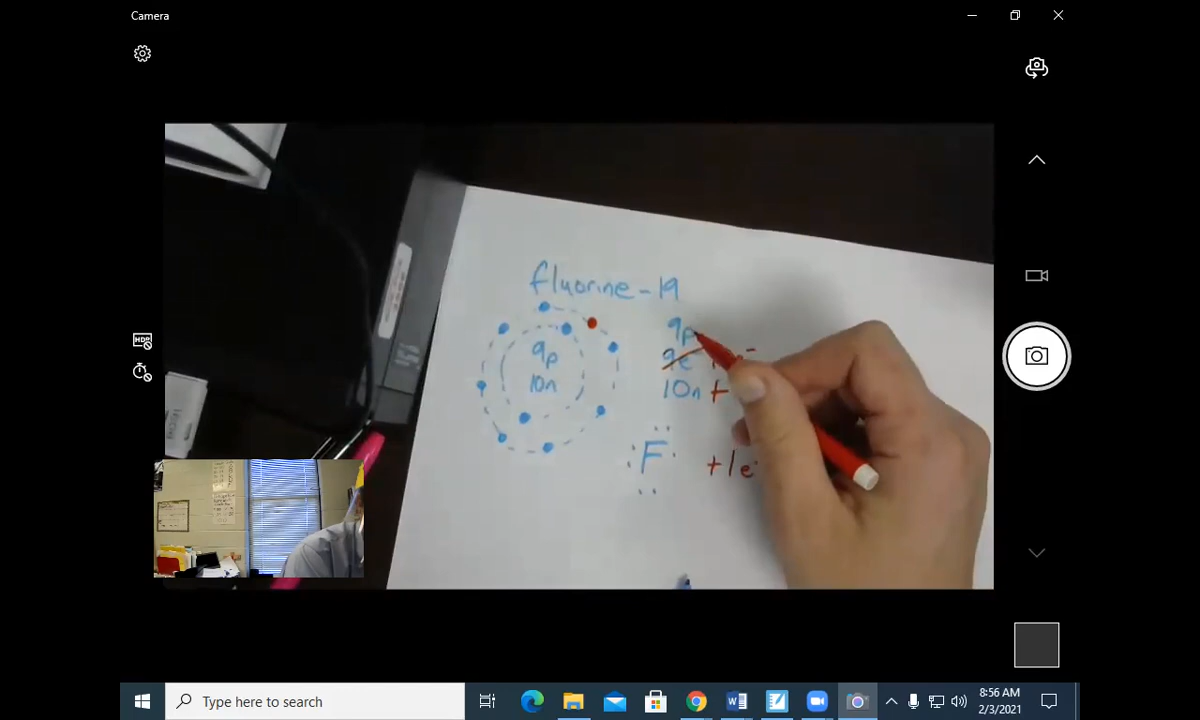 Camera
fluorine-19
9p
10n
9p
9e
10n +
F +1e-
Type here to search
8:56 AM
2/3/2021